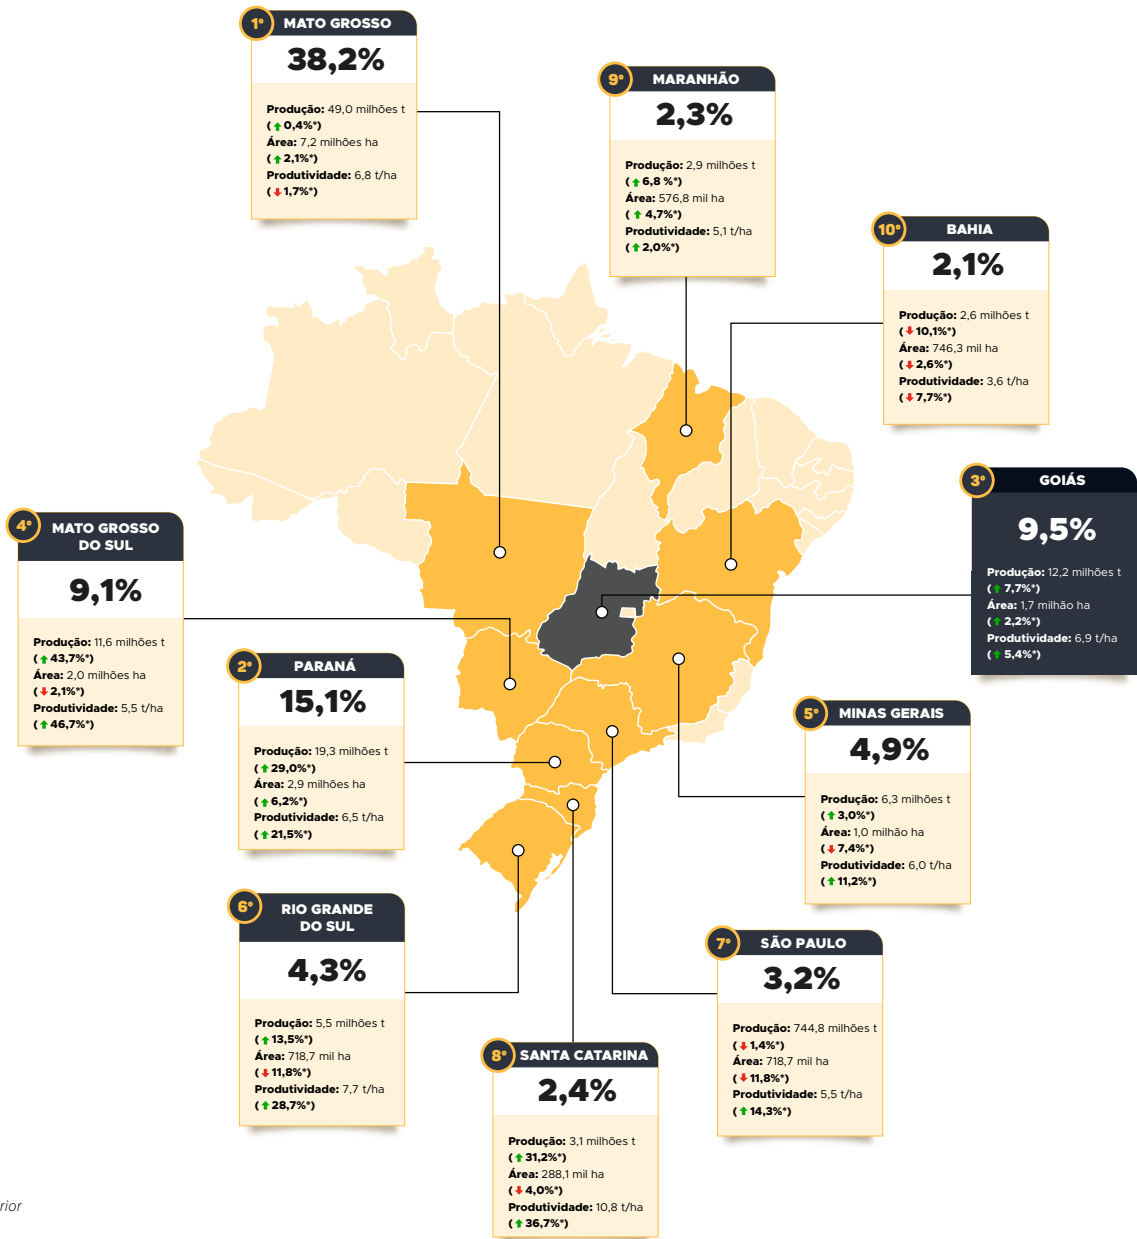 1º MATO GROSSO
38,2%
Produção: 49,0 milhões t
(↑0,4%*)
Área: 7,2 milhões ha
(↑2,1%*)
Produtividade: 6,8 t/ha
(↓1,7%*)
9º MARANHÃO
2,3%
Produção: 2,9 milhões t
(↑6,8 %*)
Área: 576,8 mil ha
(↑ 4,7%*)
Produtividade: 5,1 t/ha
(↑2,0%*)
10º BAHIA
2,1%
Produção: 2,6 milhões t
(↓10,1%*)
Área: 746,3 mil ha
(↓2,6%*)
Produtividade: 3,6 t/ha
(↓7,7%*)
3º GOIÁS
9,5%
Produção: 12,2 milhões t
(↑ 7,7%*)
Área: 1,7 milhão ha
(↑ 2,2%*)
Produtividade: 6,9 t/ha
(↑ 5,4%*)
4º MATO GROSSO
DO SUL
9,1%
Produção: 11,6 milhões t
(↑43,7%*)
Área: 2,0 milhões ha
(↓2,1%*)
Produtividade: 5,5 t/ha
(↑46,7%*)
2º PARANÁ
15,1%
Produção: 19,3 milhões t
(↑29,0%*)
Área: 2,9 milhões ha
(↑6,2%*)
Produtividade: 6,5 t/ha
(↑21,5%*)
5º MINAS GERAIS
4,9%
Produção: 6,3 milhões t
(↑3,0%*)
Área: 1,0 milhão ha
(↓7,4%*)
Produtividade: 6,0 t/ha
(↑11,2%*)
6º RIO GRANDE
DO SUL
4,3%
Produção: 5,5 milhões t
(↑13,5%*)
Área: 718,7 mil ha
(↓11,8%*)
Produtividade: 7,7 t/ha
(↑28,7%*)
7º SÃO PAULO
3,2%
Produção: 744,8 milhões t
(↓1,4%*)
Área: 718,7 mil ha
(↓11,8%*)
Produtividade: 5,5 t/ha
(↑14,3%*)
8º SANTA CATARINA
2,4%
Produção: 3,1 milhões t
(↑31,2%*)
Área: 288,1 mil ha
(↓4,0%*)
Produtividade: 10,8 t/ha
(↑36,7%*)
rior